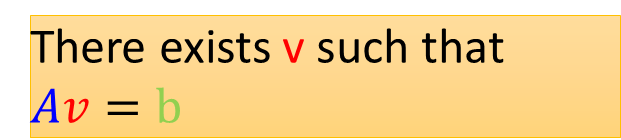 There exists v such that
Av = b